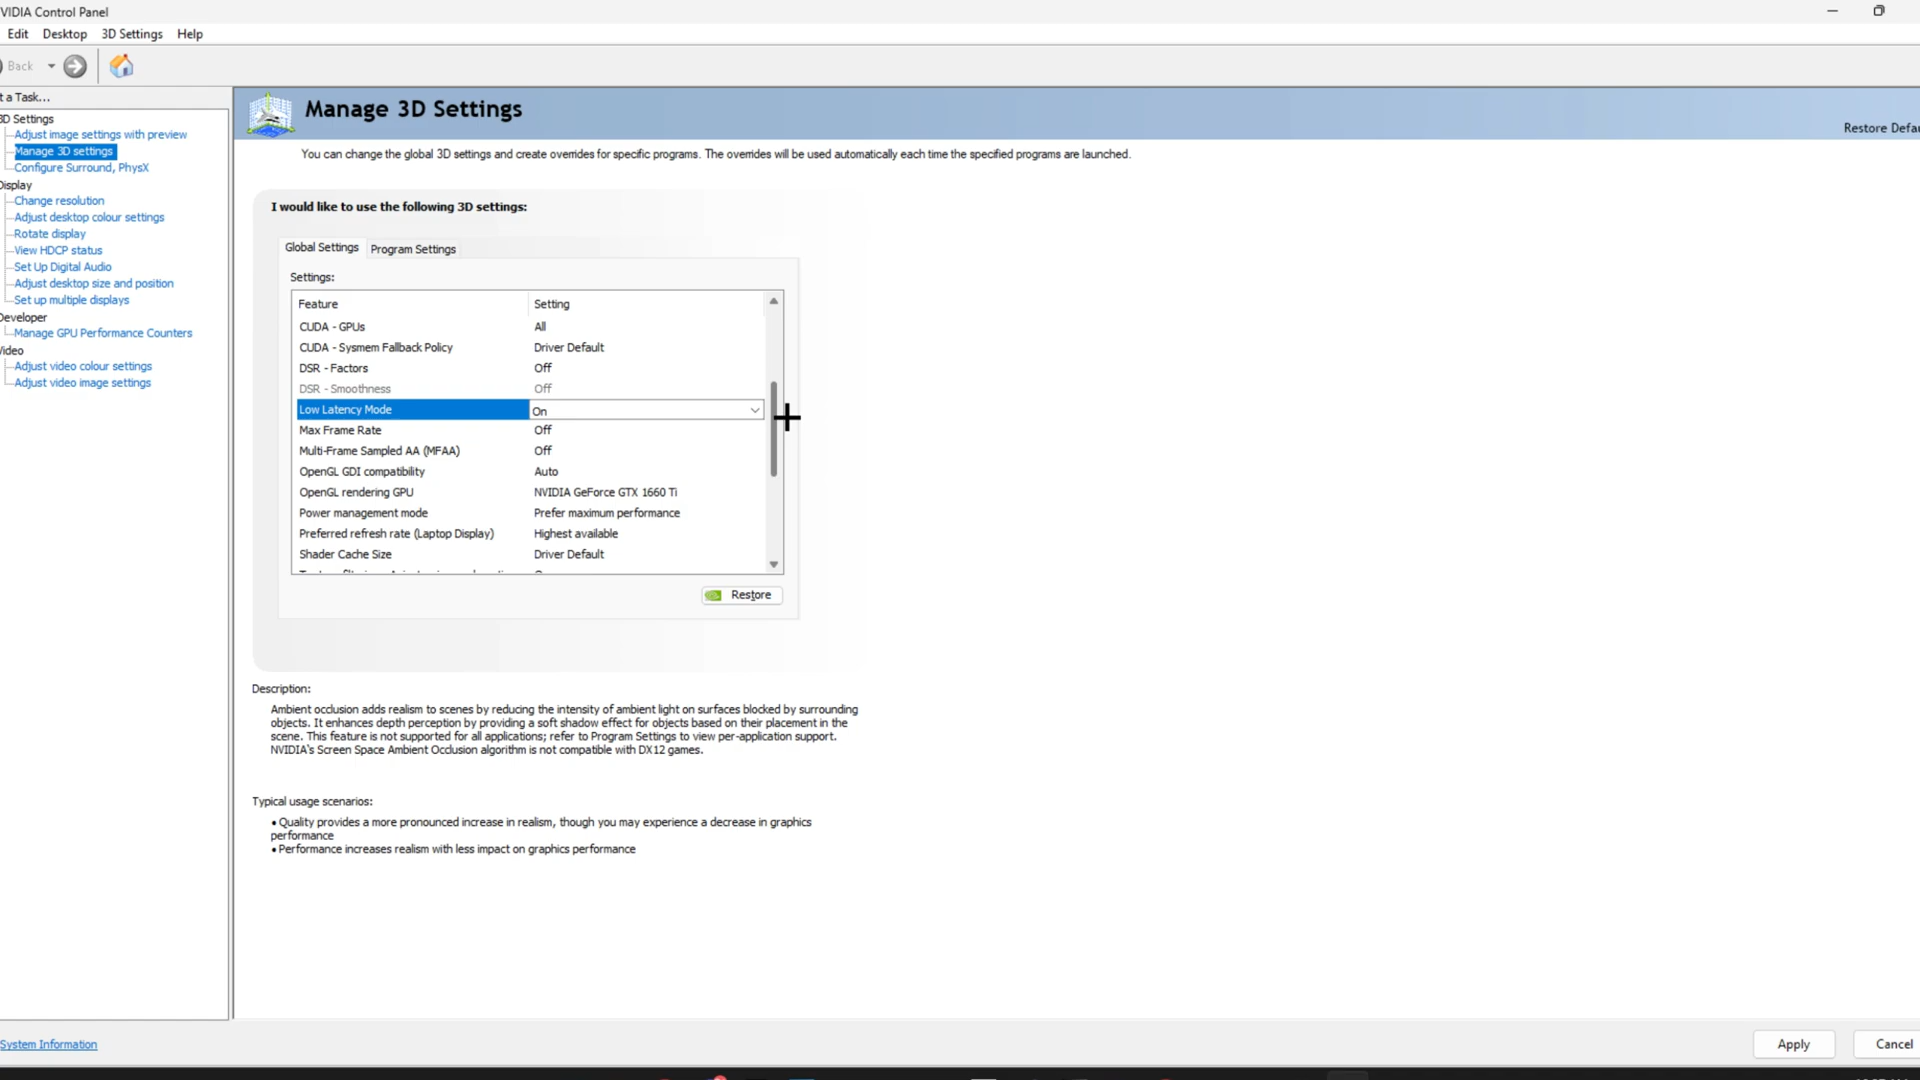 VIDIA Control Panel
Edit Desktop 3D Settings Help
Back
t a Task...
3D Settings
Adjust image settings with preview
Manage 3D settings
Configure Surround, PhysX
Display
Change resolution
Adjust desktop colour settings
Rotate display
View HDCP status
Set Up Digital Audio
Adjust desktop size and position
Set up multiple displays
Developer
Manage GPU Performance Counters
Video
Adjust video colour settings
Adjust video image settings
System Information
Manage 3D Settings
Restore Defau
You can change the global 3D settings and create overrides for specific programs. The overrides will be used automatically each time the specified programs are launched.
I would like to use the following 3D settings:
Global Settings Program Settings
Settings:
Feature Setting
CUDA - GPUs All
CUDA - Sysmem Fallback Policy Driver Default
DSR - Factors Off
DSR - Smoothness Off
Low Latency Mode On
Max Frame Rate Off
Multi-Frame Sampled AA (MFAA) Off
OpenGL GDI compatibility Auto
OpenGL rendering GPU NVIDIA GeForce GTX 1660 Ti
Power management mode Prefer maximum performance
Preferred refresh rate (Laptop Display) Highest available
Shader Cache Size Driver Default
Restore
Description:
Ambient occlusion adds realism to scenes by reducing the intensity of ambient light on surfaces blocked by surrounding
objects. It enhances depth perception by providing a soft shadow effect for objects based on their placement in the
scene. This feature is not supported for all applications; refer to Program Settings to view per-application support.
NVIDIA's Screen Space Ambient Occlusion algorithm is not compatible with DX12 games.
Typical usage scenarios:
• Quality provides a more pronounced increase in realism, though you may experience a decrease in graphics
performance
• Performance increases realism with less impact on graphics performance
Apply Cancel